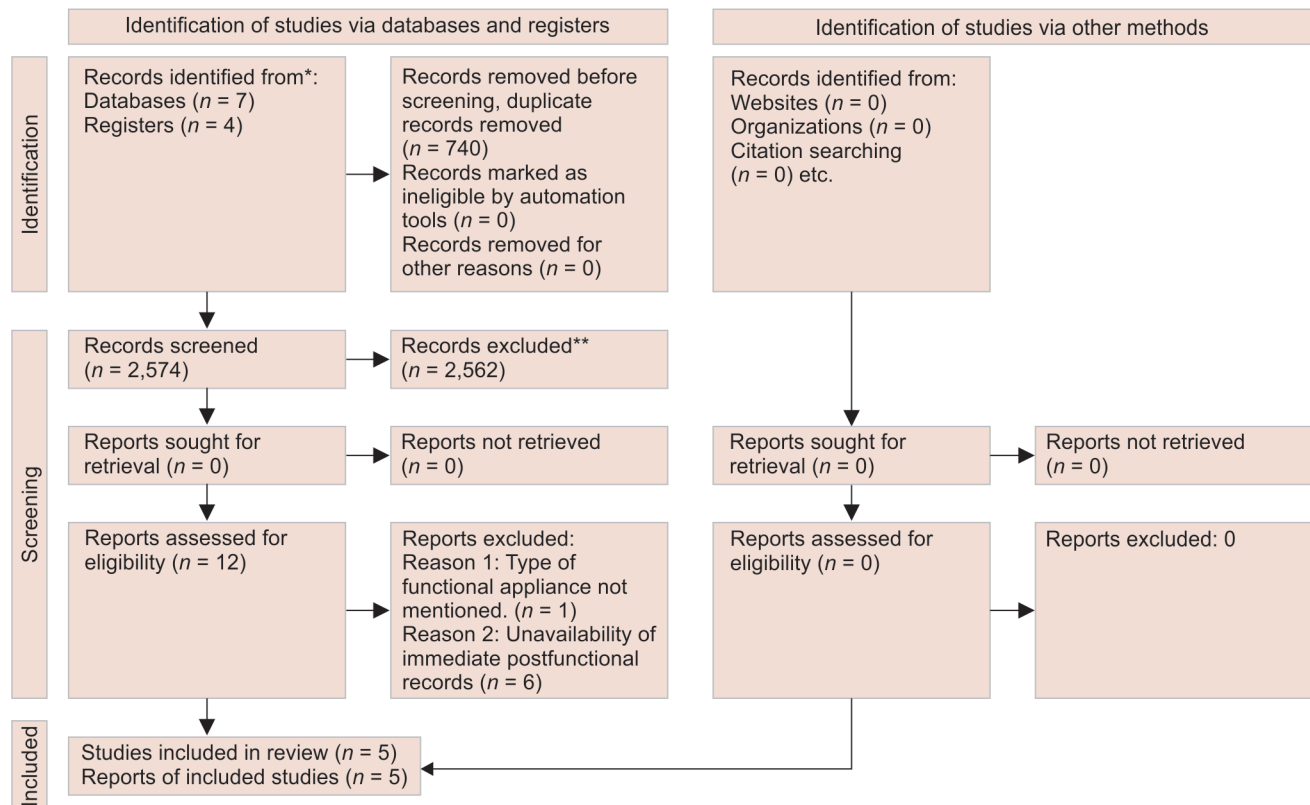 Identification of studies via databases and registers
Identification of studies via other methods
Identification
Records identified from*:
Databases (n = 7)
Registers (n = 4)
Records removed before
screening, duplicate
records removed
(n = 740)
Records marked as
ineligible by automation
tools (n = 0)
Records removed for
other reasons (n = 0)
Records identified from:
Websites (n = 0)
Organizations (n = 0)
Citation searching
(n = 0) etc.
Screening
Records screened
(n = 2,574)
Records excluded**
(n = 2,562)
Reports sought for
retrieval (n = 0)
Reports not retrieved
(n = 0)
Reports sought for
retrieval (n = 0)
Reports not retrieved
(n = 0)
Reports assessed for
eligibility (n = 12)
Reports excluded:
Reason 1: Type of
functional appliance not
mentioned. (n = 1)
Reason 2: Unavailability of
immediate postfunctional
records (n = 6)
Reports assessed for
eligibility (n = 0)
Reports excluded: 0
Included
Studies included in review (n = 5)
Reports of included studies (n = 5)